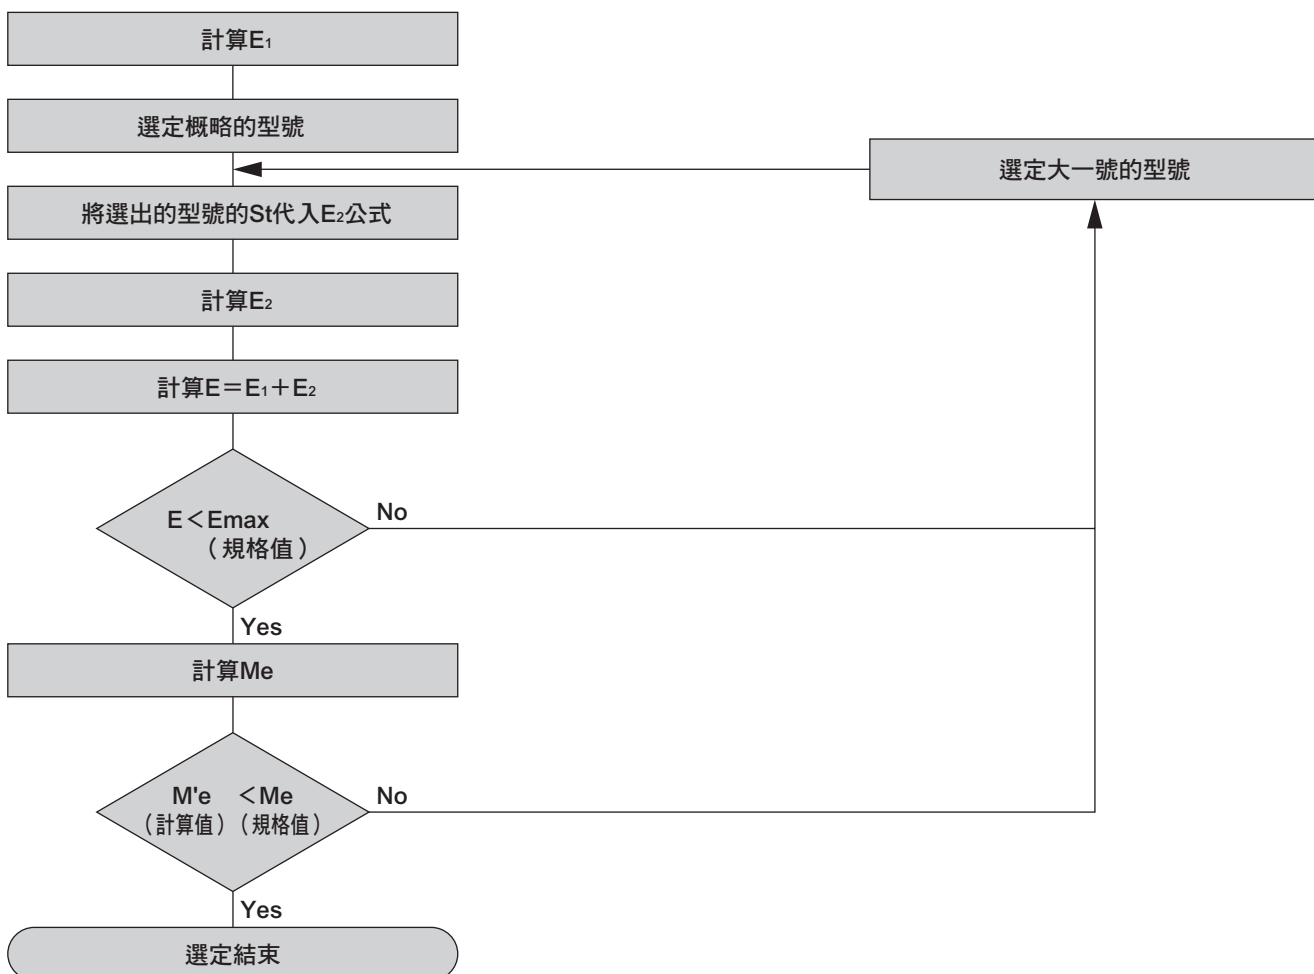 計算E₁
選定概略的型號
選定大一號的型號
將選出的型號的St代入E₂公式
計算E₂
計算E＝E₁＋E₂
E＜Emax
（規格值）
No
Yes
計算Me
M'e ＜Me
（計算值）（規格值）
No
Yes
選定結束